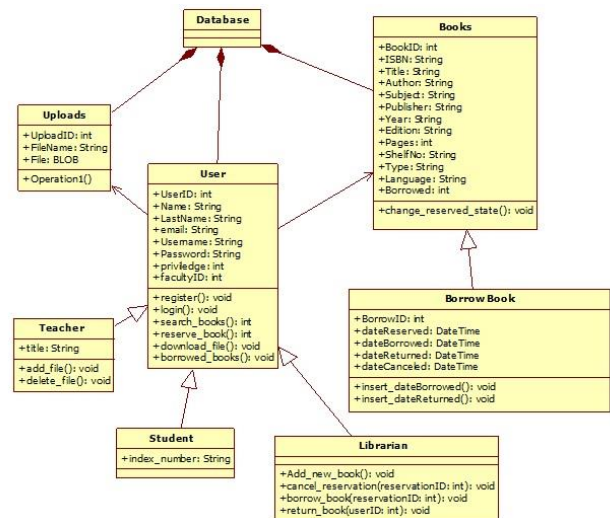 Database
Books
+BookID: int
+ISBN: String
+Title: String
+Author: String
+Subject: String
+Publisher: String
+Year: String
+Edition: String
+Pages: int
+ShelfNo: String
+Type: String
+Language: String
+Borrowed: int
+change_reserved_state(): void
Uploads
+UploadID: int
+FileName: String
+File: BLOB
+Operation1()
User
+UserID: int
+Name: String
+LastName: String
+email: String
+Username: String
+Password: String
+priviledge: int
+facultyID: int
+register(): void
+login(): void
+search_books(): int
+reserve_book(): int
+download_file(): void
+borrowed_books(): void
BorrowBook
+BorrowID: int
+dateReserved: DateTime
+dateBorrowed: DateTime
+dateReturned: DateTime
+dateCanceled: DateTime
+insert_dateBorrowed(): void
+insert_dateReturned(): void
Teacher
+title: String
+add_file(): void
+delete_file(): void
Student
+index_number: String
Librarian
+Add_new_book(): void
+cancel_reservation(reservationID: int): void
+borrow_book(reservationID: int): void
+return_book(userID: int): void